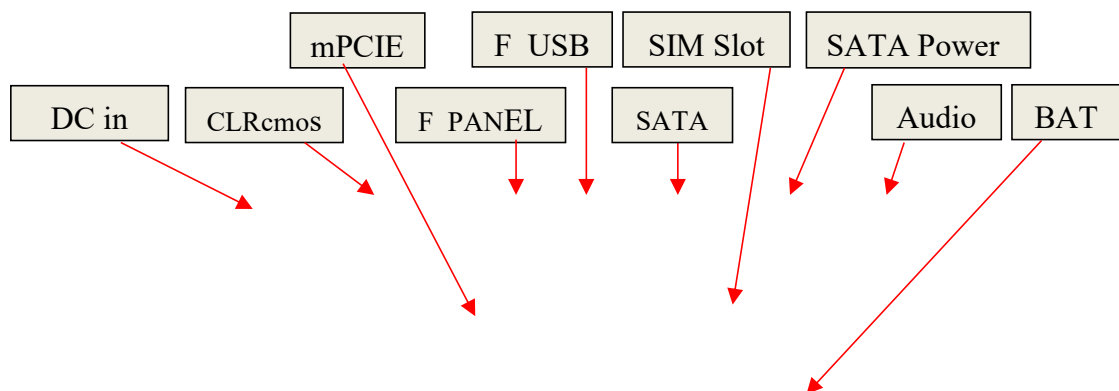 mPCIE
F USB
SIM Slot
SATA Power
DC in
CLRcmos
F PANEL
SATA
Audio
BAT